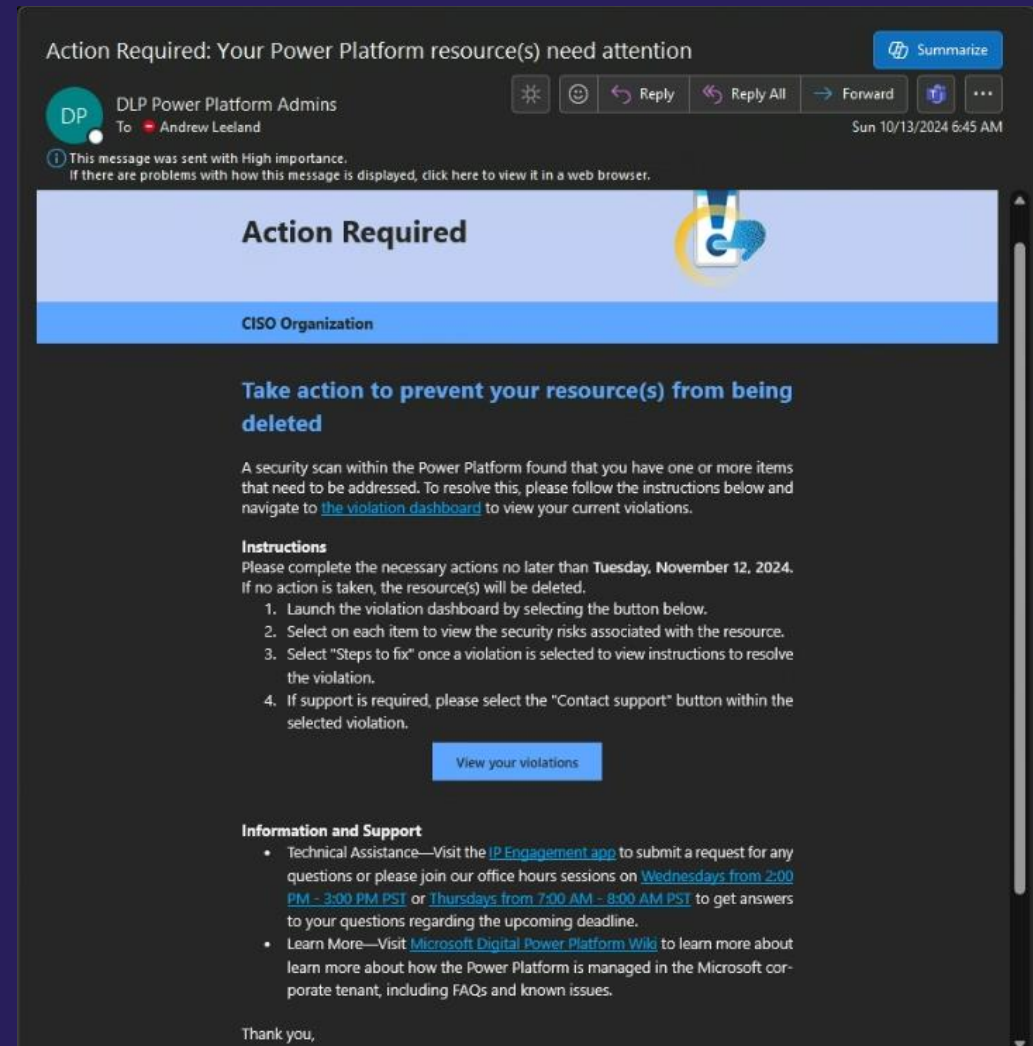 Action Required: Your Power Platform resource(s) need attention
Summarize
DP
DLP Power Platform Admins
To Andrew Leeland
Reply
Reply All
Forward
Sun 10/13/2024 6:45 AM
This message was sent with High importance.
If there are problems with how this message is displayed, click here to view it in a web browser.
Action Required
CISO Organization
Take action to prevent your resource(s) from being
deleted
A security scan within the Power Platform found that you have one or more items
that need to be addressed. To resolve this, please follow the instructions below and
navigate to the violation dashboard to view your current violations.
Instructions
Please complete the necessary actions no later than Tuesday, November 12, 2024.
If no action is taken, the resource(s) will be deleted.
1. Launch the violation dashboard by selecting the button below.
2. Select on each item to view the security risks associated with the resource.
3. Select "Steps to fix" once a violation is selected to view instructions to resolve
the violation.
4. If support is required, please select the "Contact support" button within the
selected violation.
View your violations
Information and Support
• Technical Assistance—Visit the IP Engagement app to submit a request for any
questions or please join our office hours sessions on Wednesdays from 2:00
PM - 3:00 PM PST or Thursdays from 7:00 AM - 8:00 AM PST to get answers
to your questions regarding the upcoming deadline.
• Learn More—Visit Microsoft Digital Power Platform Wiki to learn more about
learn more about how the Power Platform is managed in the Microsoft cor-
porate tenant, including FAQs and known issues.
Thank you,